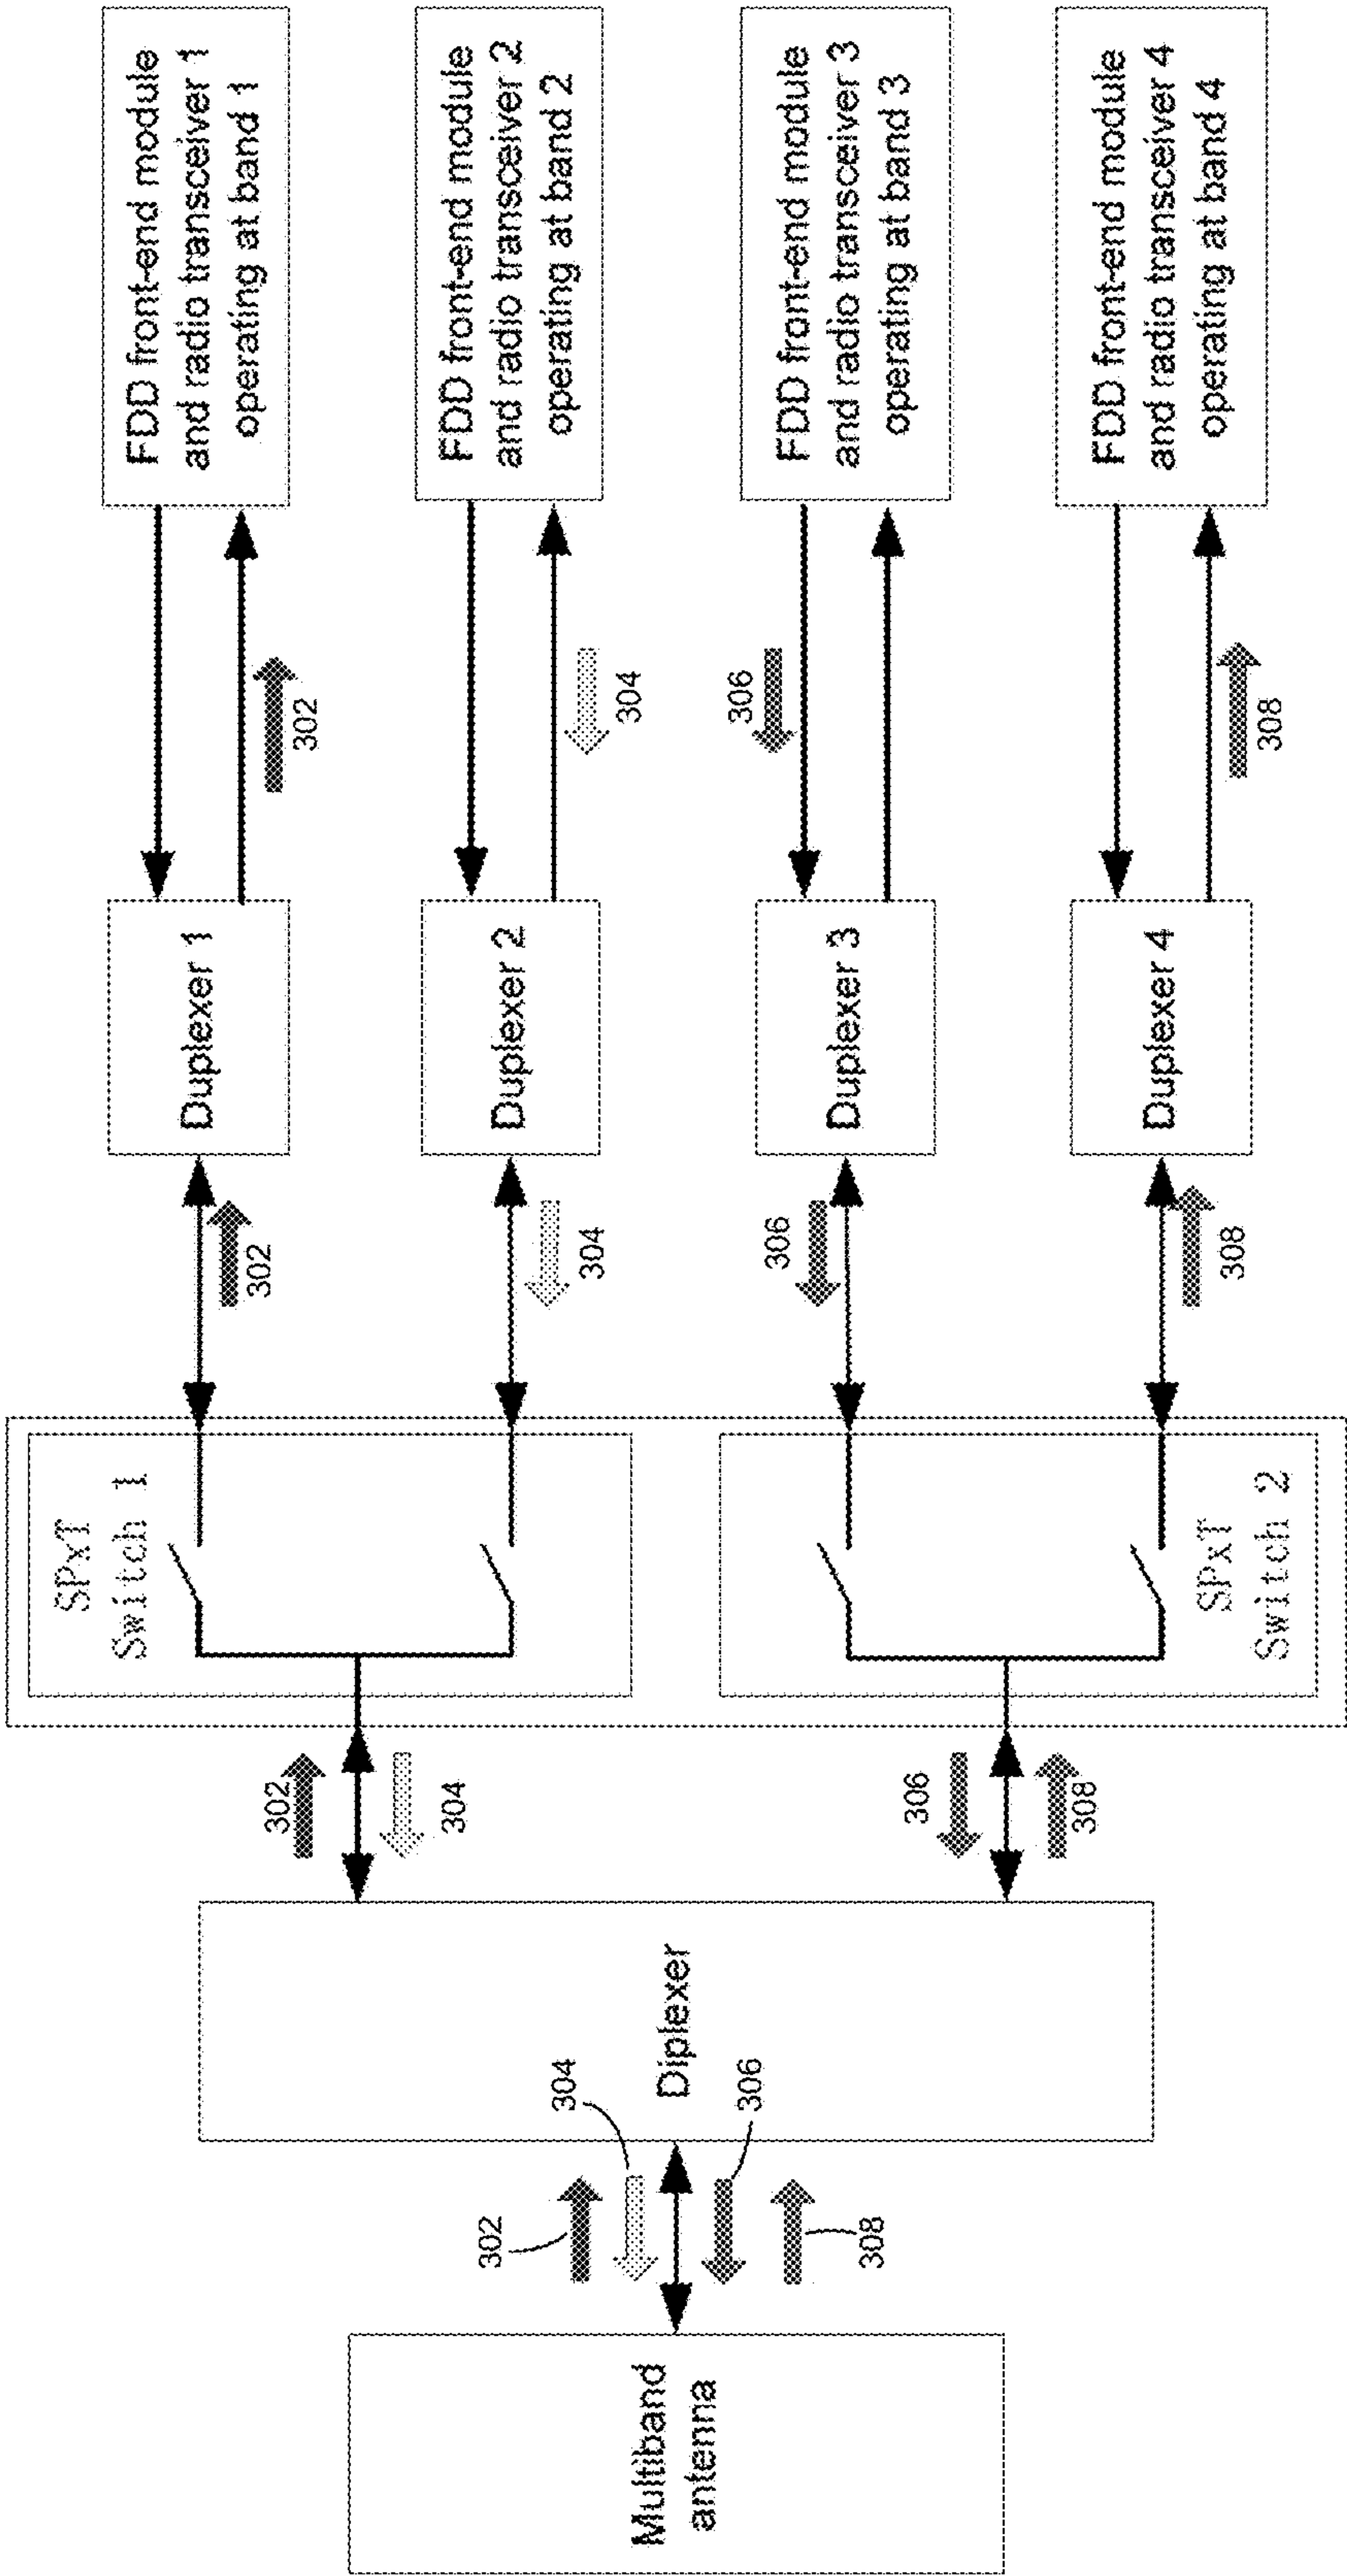 Multiband
antenna
302
304
306
308
Diplexer
302
304
306
308
SPxT
Switch 1
SPxT
Switch 2
302
304
306
308
Duplexer 1
Duplexer 2
Duplexer 3
Duplexer 4
302
304
306
308
FDD front-end module
and radio transceiver 1
operating at band 1
FDD front-end module
and radio transceiver 2
operating at band 2
FDD front-end module
and radio transceiver 3
operating at band 3
FDD front-end module
and radio transceiver 4
operating at band 4